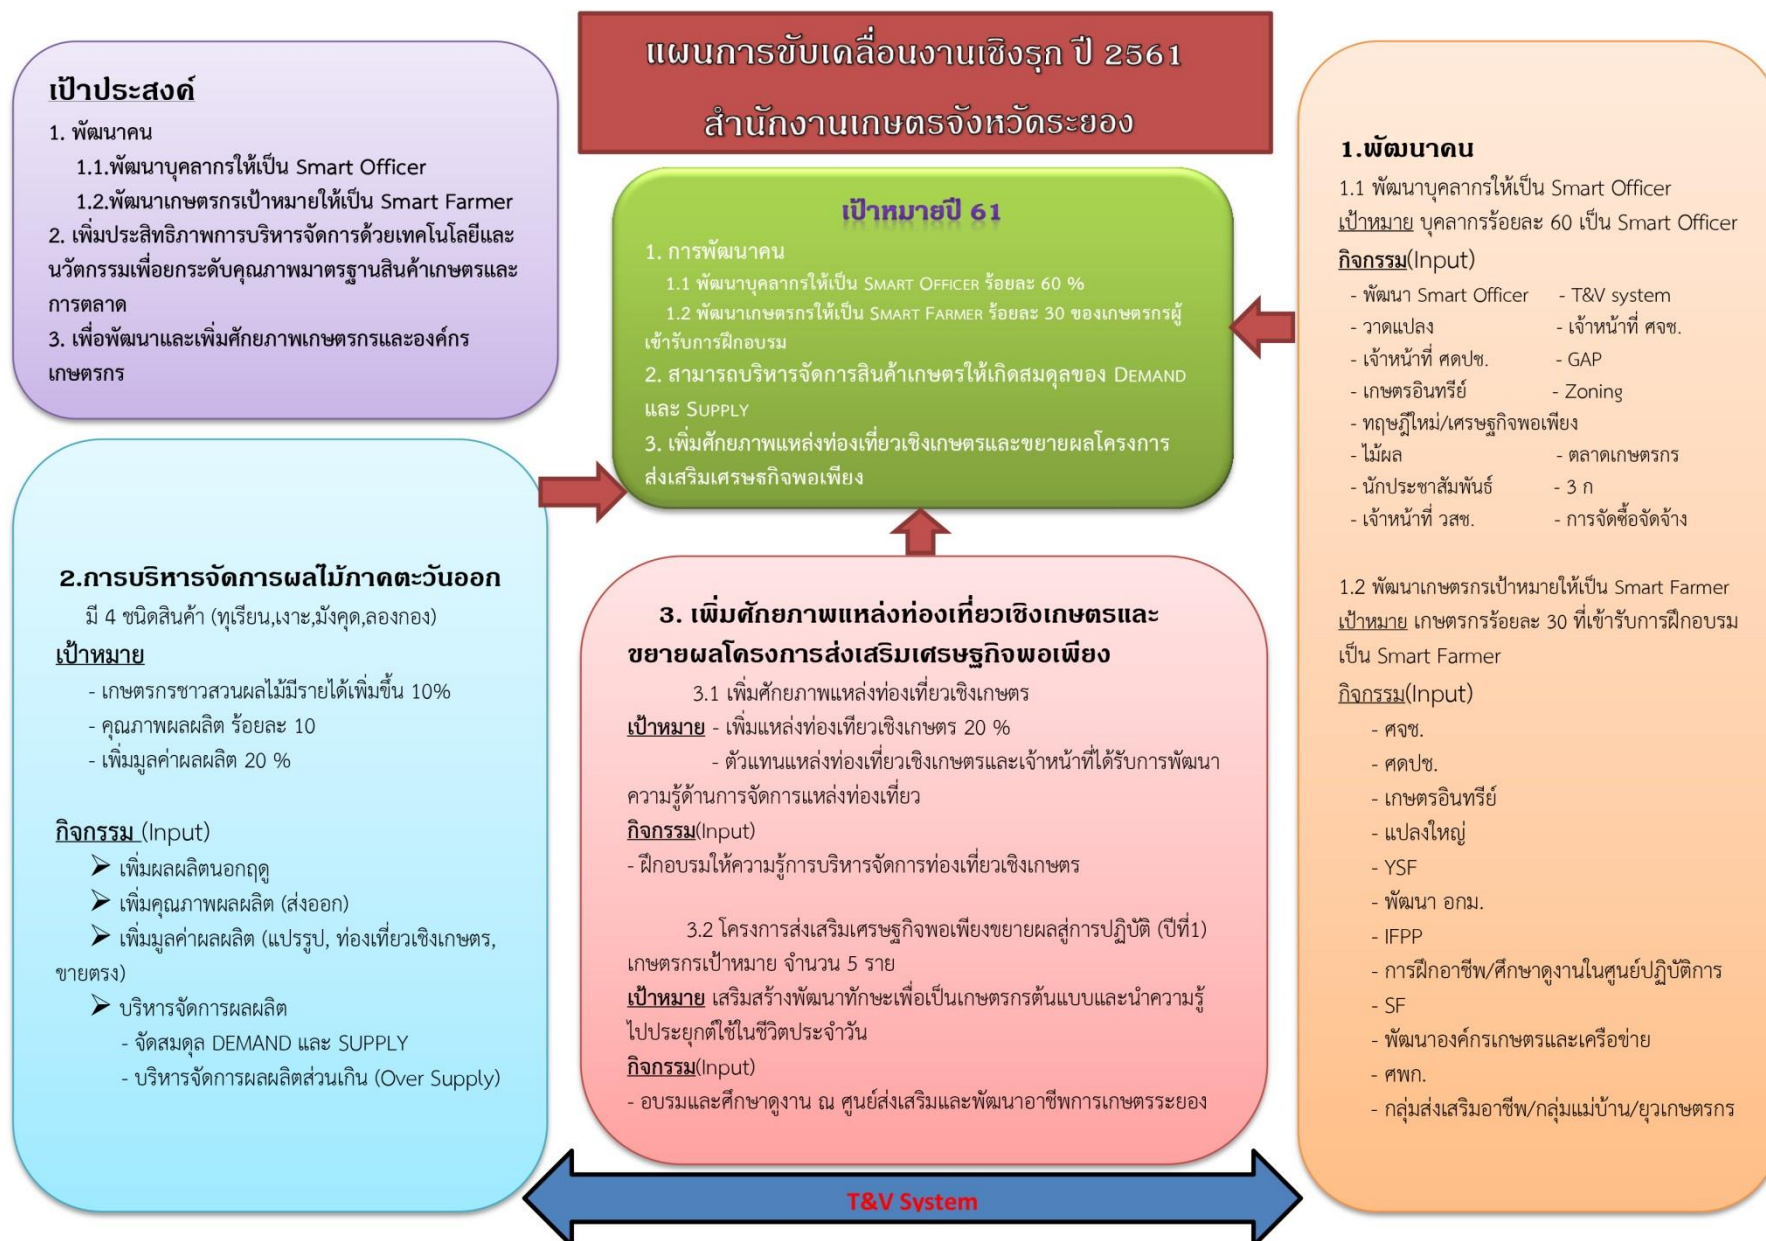 แผนการขับเคลื่อนงานเชิงรุก ปี 2561
สำนักงานเกษตรจังหวัดระยอง
เป้าประสงค์
1. พัฒนาคน
1.1.พัฒนาบุคลากรให้เป็น Smart Officer
1.2.พัฒนาเกษตรกรเป้าหมายให้เป็น Smart Farmer
2. เพิ่มประสิทธิภาพการบริหารจัดการด้วยเทคโนโลยีและ
นวัตกรรมเพื่อยกระดับคุณภาพมาตรฐานสินค้าเกษตรและ
การตลาด
3. เพื่อพัฒนาและเพิ่มศักยภาพเกษตรกรและองค์กร
เกษตรกร
เป้าหมายปี 61
1. การพัฒนาคน
1.1 พัฒนาบุคลากรให้เป็น SMART OFFICER ร้อยละ 60 %
1.2 พัฒนาเกษตรกรให้เป็น SMART FARMER ร้อยละ 30 ของเกษตรกรผู้
เข้ารับการฝึกอบรม
2. สามารถบริหารจัดการสินค้าเกษตรให้เกิดสมดุลของ DEMAND
และ SUPPLY
3. เพิ่มศักยภาพแหล่งท่องเที่ยวเชิงเกษตรและขยายผลโครงการ
ส่งเสริมเศรษฐกิจพอเพียง
1.พัฒนาคน
1.1 พัฒนาบุคลากรให้เป็น Smart Officer
เป้าหมาย บุคลากรร้อยละ 60 เป็น Smart Officer
กิจกรรม(Input)
- พัฒนา Smart Officer - T&V system
- วาดแปลง - เจ้าหน้าที่ ศจช.
- เจ้าหน้าที่ ศดปช. - GAP
- เกษตรอินทรีย์ - Zoning
- ทฤษฎีใหม่/เศรษฐกิจพอเพียง
- ไม้ผล - ตลาดเกษตรกร
- นักประชาสัมพันธ์ - 3 ก
- เจ้าหน้าที่ วสช. - การจัดซื้อจัดจ้าง
1.2 พัฒนาเกษตรกรเป้าหมายให้เป็น Smart Farmer
เป้าหมาย เกษตรกรร้อยละ 30 ที่เข้ารับการฝึกอบรม
เป็น Smart Farmer
กิจกรรม(Input)
- ศจช.
- ศดปช.
- เกษตรอินทรีย์
- แปลงใหญ่
- YSF
- พัฒนา อกม.
- IFPP
- การฝึกอาชีพ/ศึกษาดูงานในศูนย์ปฏิบัติการ
- SF
- พัฒนาองค์กรเกษตรและเครือข่าย
- ศพก.
- กลุ่มส่งเสริมอาชีพ/กลุ่มแม่บ้าน/ยุวเกษตรกร
2.การบริหารจัดการผลไม้ภาคตะวันออก
มี 4 ชนิดสินค้า (ทุเรียน,เงาะ,มังคุด,ลองกอง)
เป้าหมาย
- เกษตรกรชาวสวนผลไม้มีรายได้เพิ่มขึ้น 10%
- คุณภาพผลผลิต ร้อยละ 10
- เพิ่มมูลค่าผลผลิต 20 %
กิจกรรม (Input)
➤ เพิ่มผลผลิตนอกฤดู
➤ เพิ่มคุณภาพผลผลิต (ส่งออก)
➤ เพิ่มมูลค่าผลผลิต (แปรรูป, ท่องเที่ยวเชิงเกษตร,
ขายตรง)
➤ บริหารจัดการผลผลิต
- จัดสมดุล DEMAND และ SUPPLY
- บริหารจัดการผลผลิตส่วนเกิน (Over Supply)
3. เพิ่มศักยภาพแหล่งท่องเที่ยวเชิงเกษตรและ
ขยายผลโครงการส่งเสริมเศรษฐกิจพอเพียง
3.1 เพิ่มศักยภาพแหล่งท่องเที่ยวเชิงเกษตร
เป้าหมาย - เพิ่มแหล่งท่องเทียวเชิงเกษตร 20 %
- ตัวแทนแหล่งท่องเที่ยวเชิงเกษตรและเจ้าหน้าที่ได้รับการพัฒนา
ความรู้ด้านการจัดการแหล่งท่องเที่ยว
กิจกรรม(Input)
- ฝึกอบรมให้ความรู้การบริหารจัดการท่องเที่ยวเชิงเกษตร
3.2 โครงการส่งเสริมเศรษฐกิจพอเพียงขยายผลสู่การปฏิบัติ (ปีที่1)
เกษตรกรเป้าหมาย จำนวน 5 ราย
เป้าหมาย เสริมสร้างพัฒนาทักษะเพื่อเป็นเกษตรกรต้นแบบและนำความรู้
ไปประยุกต์ใช้ในชีวิตประจำวัน
กิจกรรม(Input)
- อบรมและศึกษาดูงาน ณ ศูนย์ส่งเสริมและพัฒนาอาชีพการเกษตรระยอง
T&V System